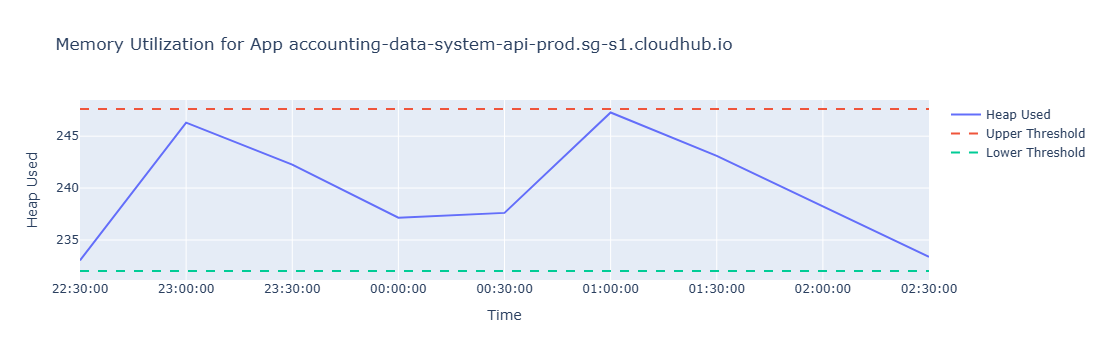 Memory Utilization for App accounting-data-system-api-prod.sg-s1.cloudhub.io
Heap Used
Upper Threshold
Lower Threshold
245
240
235
Heap Used
22:30:00 23:00:00 23:30:00 00:00:00 00:30:00 01:00:00 01:30:00 02:00:00 02:30:00
Time